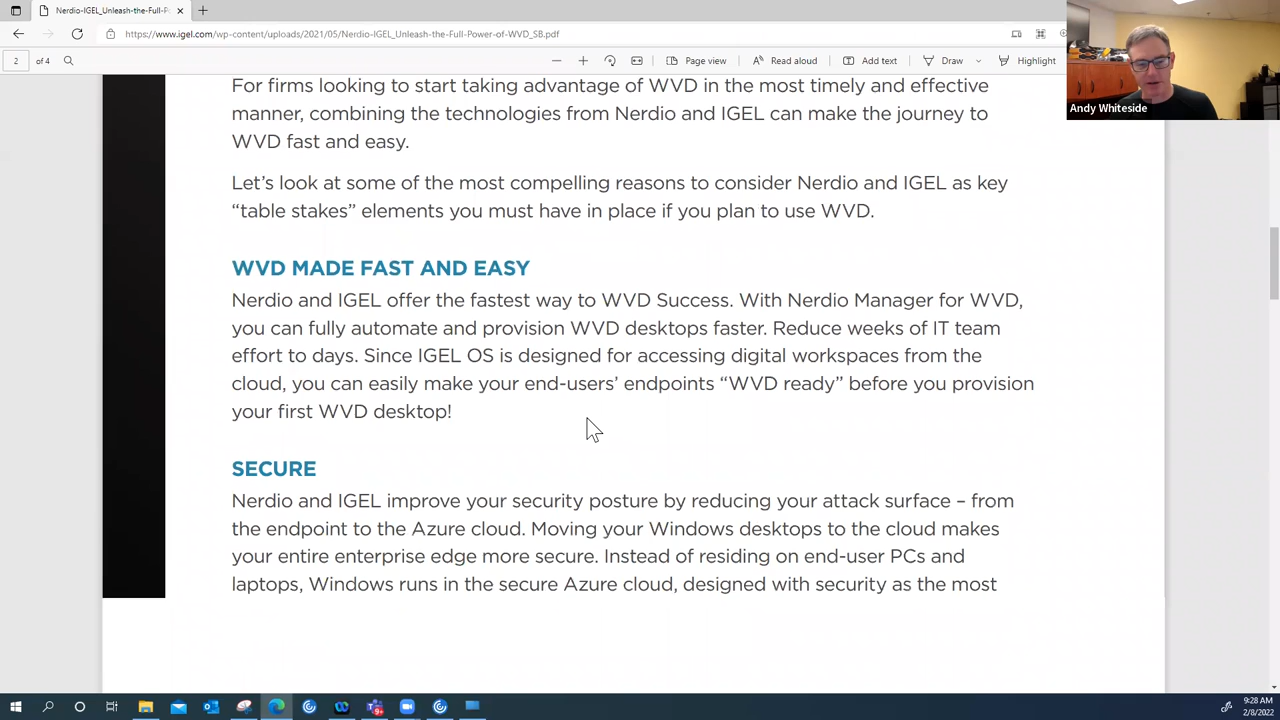 Nerdio-IGEL_Unleash-the-Full-P
https://www.igel.com/wp-content/uploads/2021/05/Nerdio-IGEL_Unleash-the-Full-Power-of-WVD_SB.pdf
2 of 4
Page view
Read aloud
Add text
Draw
Highlight
Andy Whiteside
For firms looking to start taking advantage of WVD in the most timely and effective
manner, combining the technologies from Nerdio and IGEL can make the journey to
WVD fast and easy.
Let's look at some of the most compelling reasons to consider Nerdio and IGEL as key
“table stakes” elements you must have in place if you plan to use WVD.
WVD MADE FAST AND EASY
Nerdio and IGEL offer the fastest way to WVD Success. With Nerdio Manager for WVD,
you can fully automate and provision WVD desktops faster. Reduce weeks of IT team
effort to days. Since IGEL OS is designed for accessing digital workspaces from the
cloud, you can easily make your end-users’ endpoints “WVD ready” before you provision
your first WVD desktop!
SECURE
Nerdio and IGEL improve your security posture by reducing your attack surface – from
the endpoint to the Azure cloud. Moving your Windows desktops to the cloud makes
your entire enterprise edge more secure. Instead of residing on end-user PCs and
laptops, Windows runs in the secure Azure cloud, designed with security as the most
9:28 AM
2/8/2022